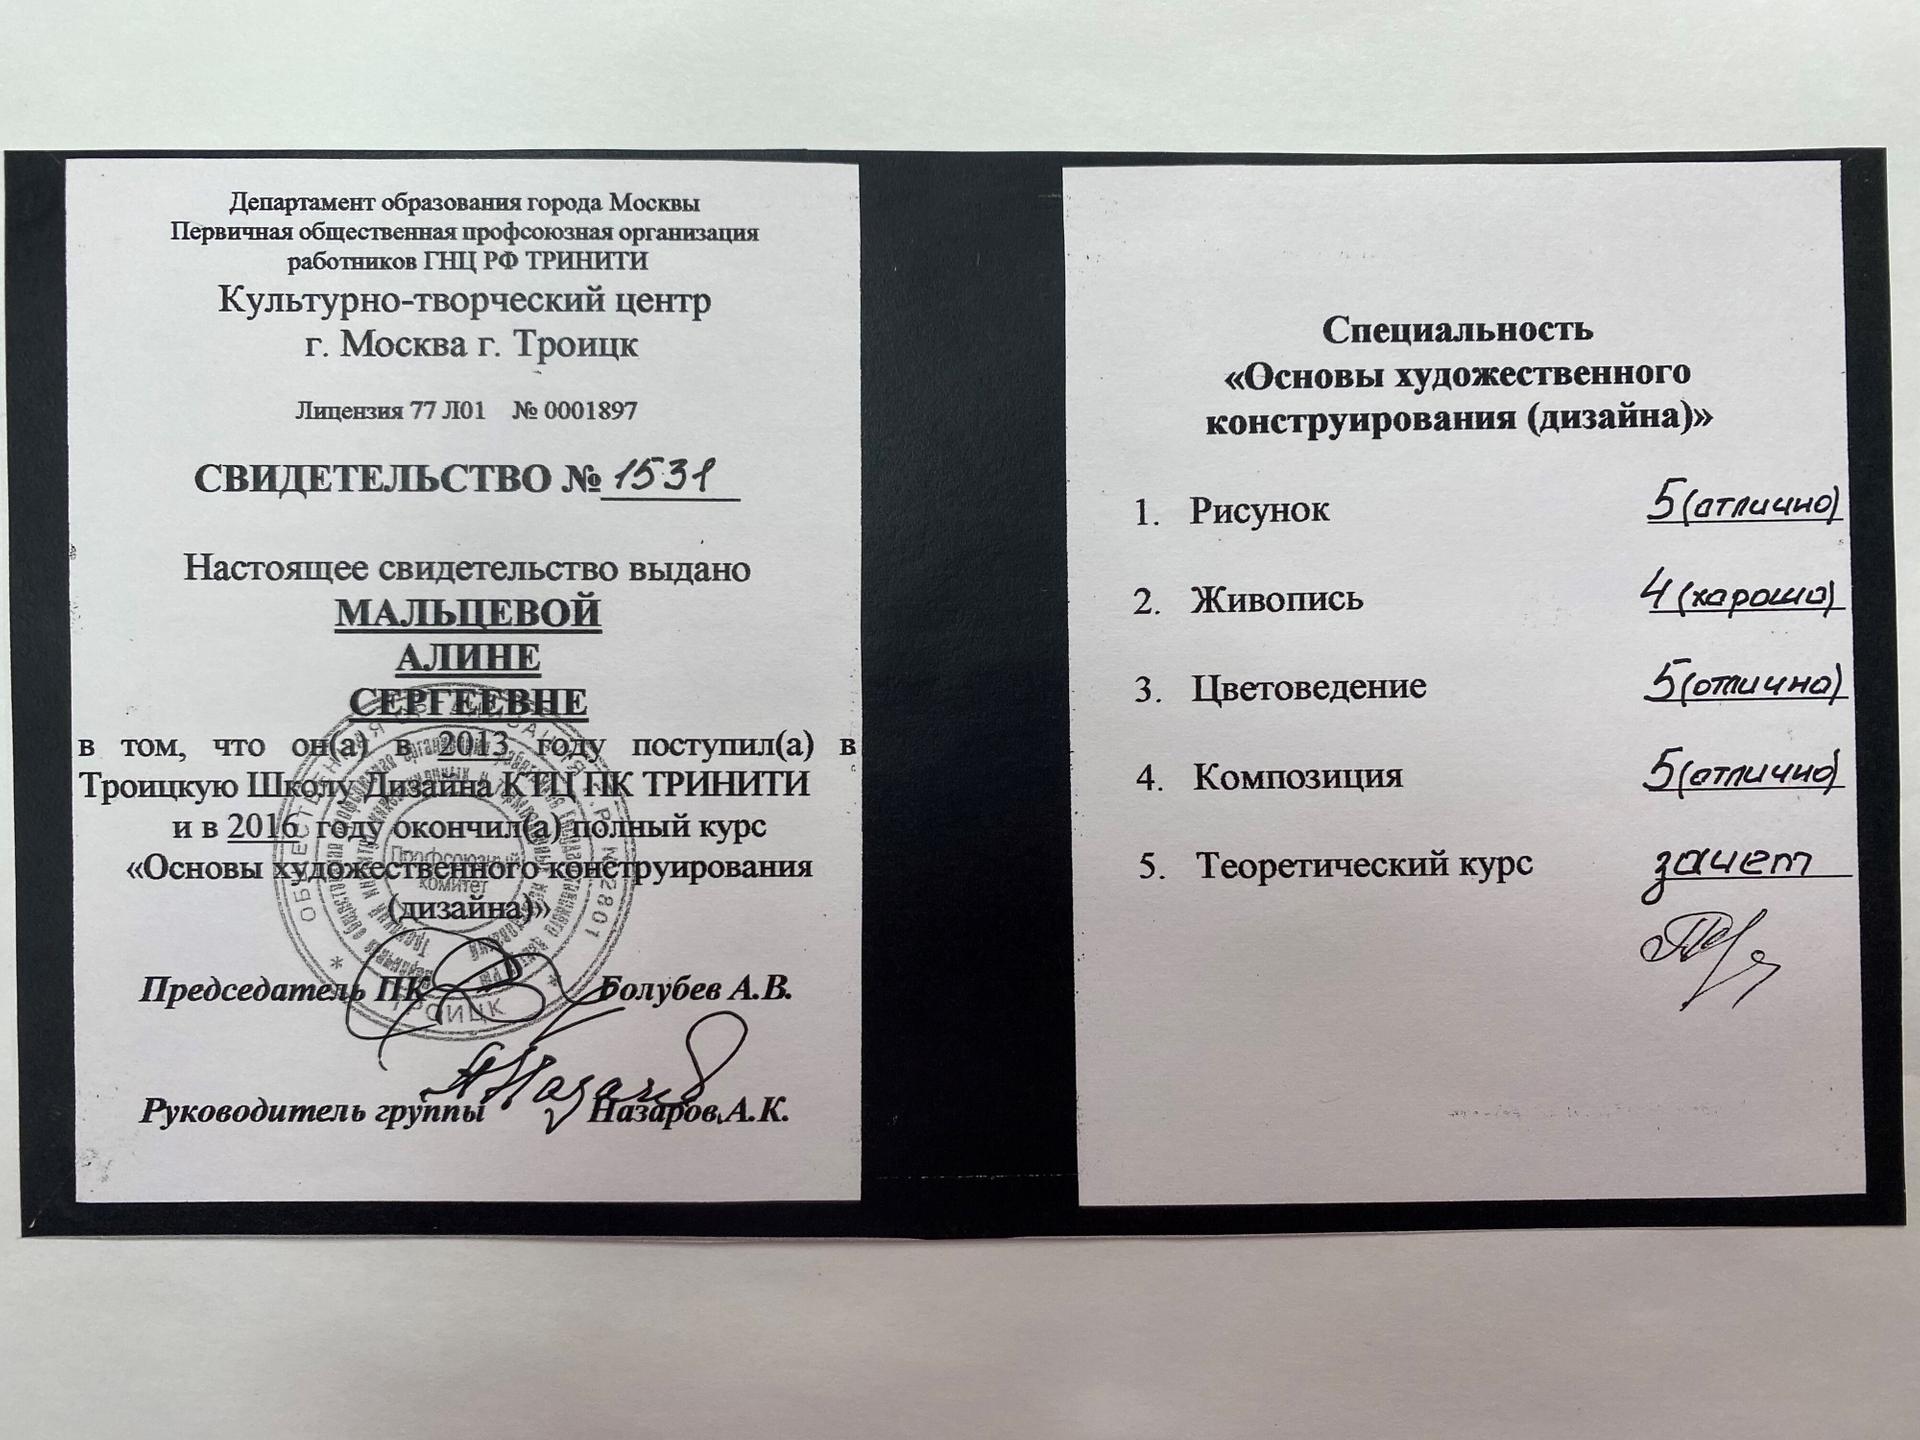 Департамент образования города Москвы
Первичная общественная профсоюзная организация
работников ГНЦ РФ ТРИНИТИ
Культурно-творческий центр
г. Москва г. Троицк
Лицензия 77 Л01 № 0001897
СВИДЕТЕЛЬСТВО № 1531
Настоящее свидетельство выдано
МАЛЬЦЕВОЙ
АЛИНЕ
СЕРГЕЕВНЕ
в том, что он(а) в 2013 году поступил(а) в
Троицкую Школу Дизайна КТЦ ПК ТРИНИТИ
и в 2016 году окончил(а) полный курс
«Основы художественного конструирования
(дизайна)»
Профсоюзный
комитет
ТРОИЦК
Председатель ПК Голубев А.В.
Руководитель группы Назаров А.К.
Специальность
«Основы художественного
конструирования (дизайна)»
1. Рисунок 5 (отлично)
2. Живопись 4 (хорошо)
3. Цветоведение 5 (отлично)
4. Композиция 5 (отлично)
5. Теоретический курс зачет